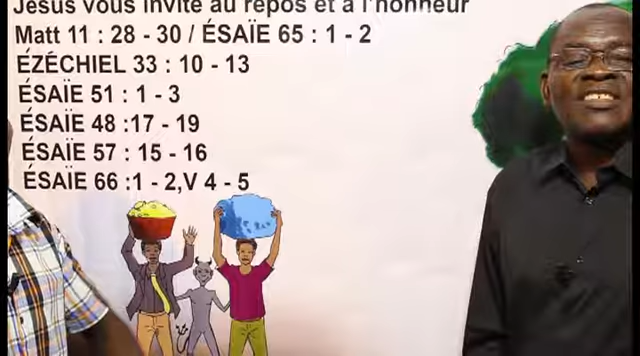 Jésus vous invite au repos et à l'honneur
Matt 11 : 28 - 30 / ÉSAÏE 65 : 1 - 2
ÉZÉCHIEL 33 : 10 - 13
ÉSAÏE 51 : 1 - 3
ÉSAÏE 48 :17 - 19
ÉSAÏE 57 : 15 - 16
ÉSAÏE 66 :1 - 2,V 4 - 5